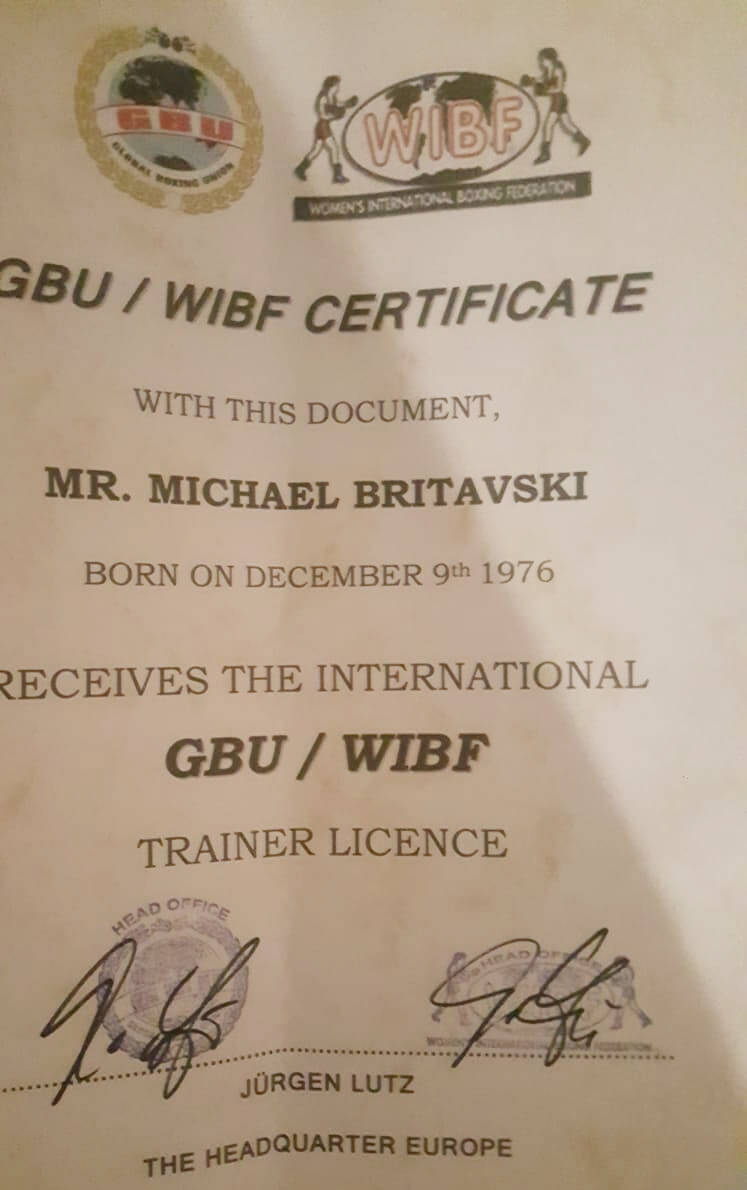 GBU
GLOBAL BOXING UNION
WIBF
WOMEN'S INTERNATIONAL BOXING FEDERATION
GBU / WIBF CERTIFICATE
WITH THIS DOCUMENT,
MR. MICHAEL BRITAVSKI
BORN ON DECEMBER 9th 1976
RECEIVES THE INTERNATIONAL
GBU / WIBF
TRAINER LICENCE
HEAD OFFICE
HEAD OFFICE
JÜRGEN LUTZ
THE HEADQUARTER EUROPE